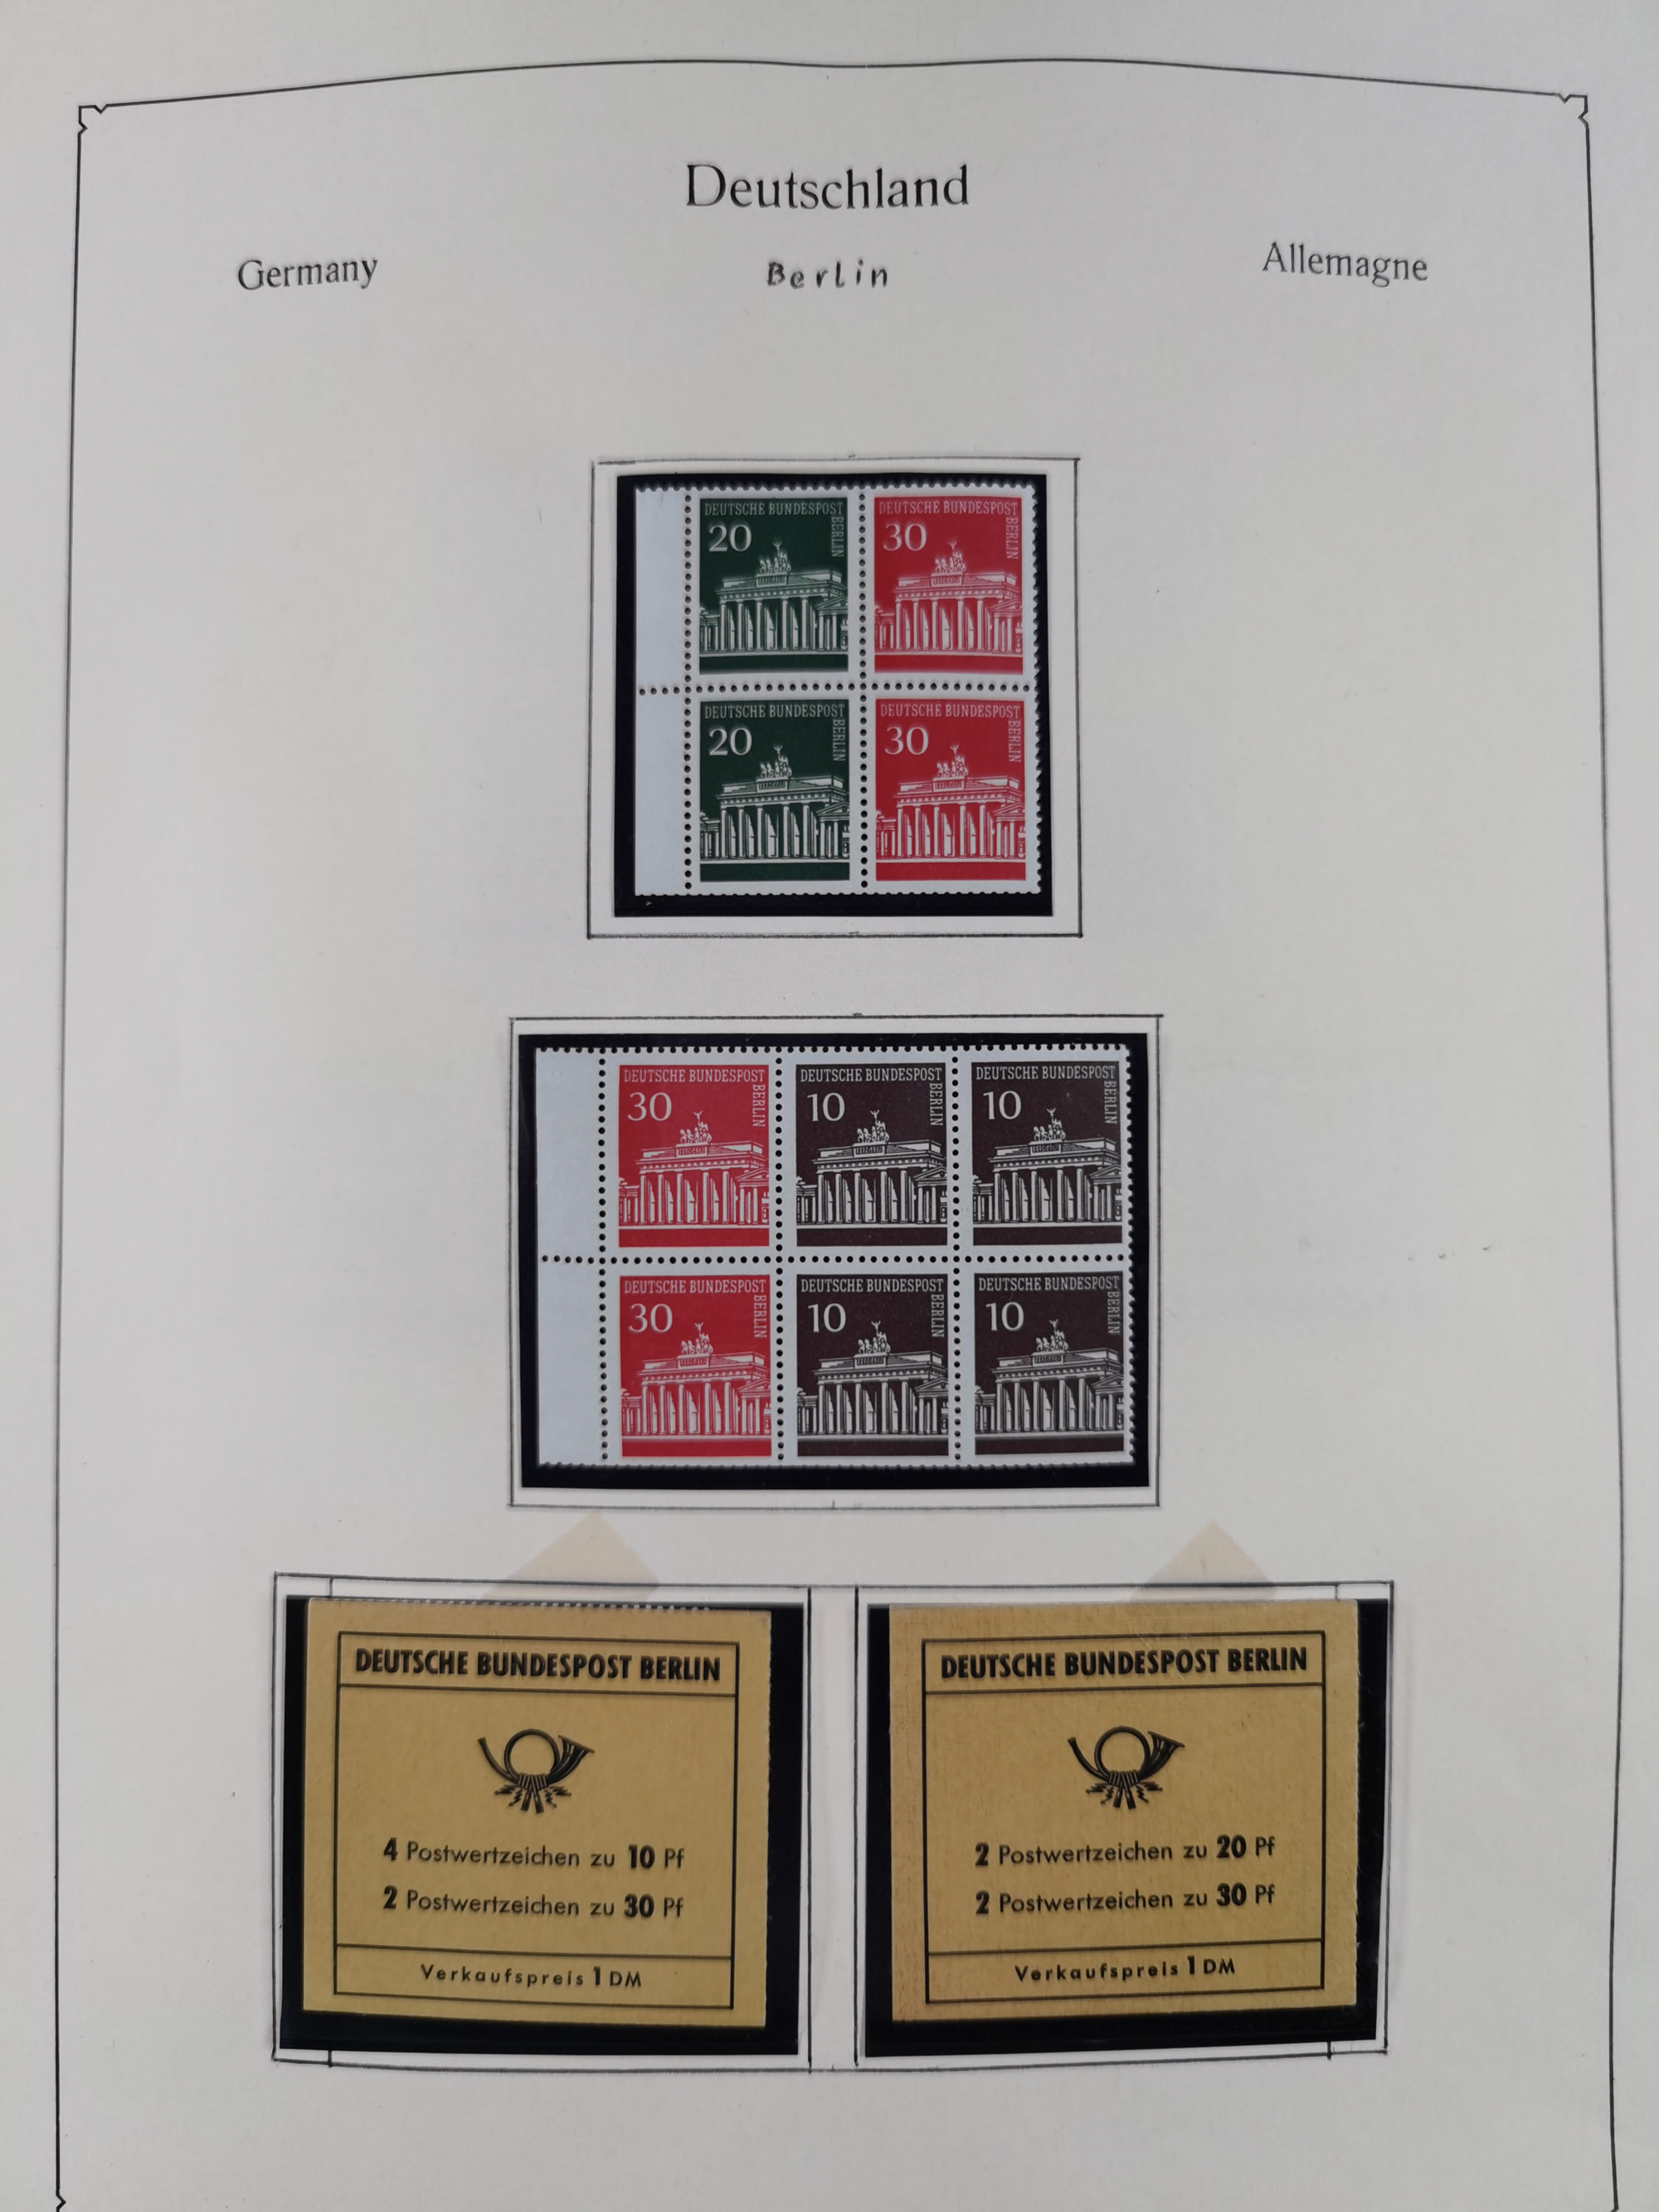 Deutschland
Germany
Berlin
Allemagne
DEUTSCHE BUNDESPOST
BERLIN
20
DEUTSCHE BUNDESPOST
BERLIN
30
DEUTSCHE BUNDESPOST
BERLIN
20
DEUTSCHE BUNDESPOST
BERLIN
30
DEUTSCHE BUNDESPOST
BERLIN
30
DEUTSCHE BUNDESPOST
BERLIN
10
DEUTSCHE BUNDESPOST
BERLIN
10
DEUTSCHE BUNDESPOST
BERLIN
30
DEUTSCHE BUNDESPOST
BERLIN
10
DEUTSCHE BUNDESPOST
BERLIN
10
DEUTSCHE BUNDESPOST BERLIN
4 Postwertzeichen zu 10 Pf
2 Postwertzeichen zu 30 Pf
Verkaufspreis 1 DM
DEUTSCHE BUNDESPOST BERLIN
2 Postwertzeichen zu 20 Pf
2 Postwertzeichen zu 30 Pf
Verkaufspreis 1 DM